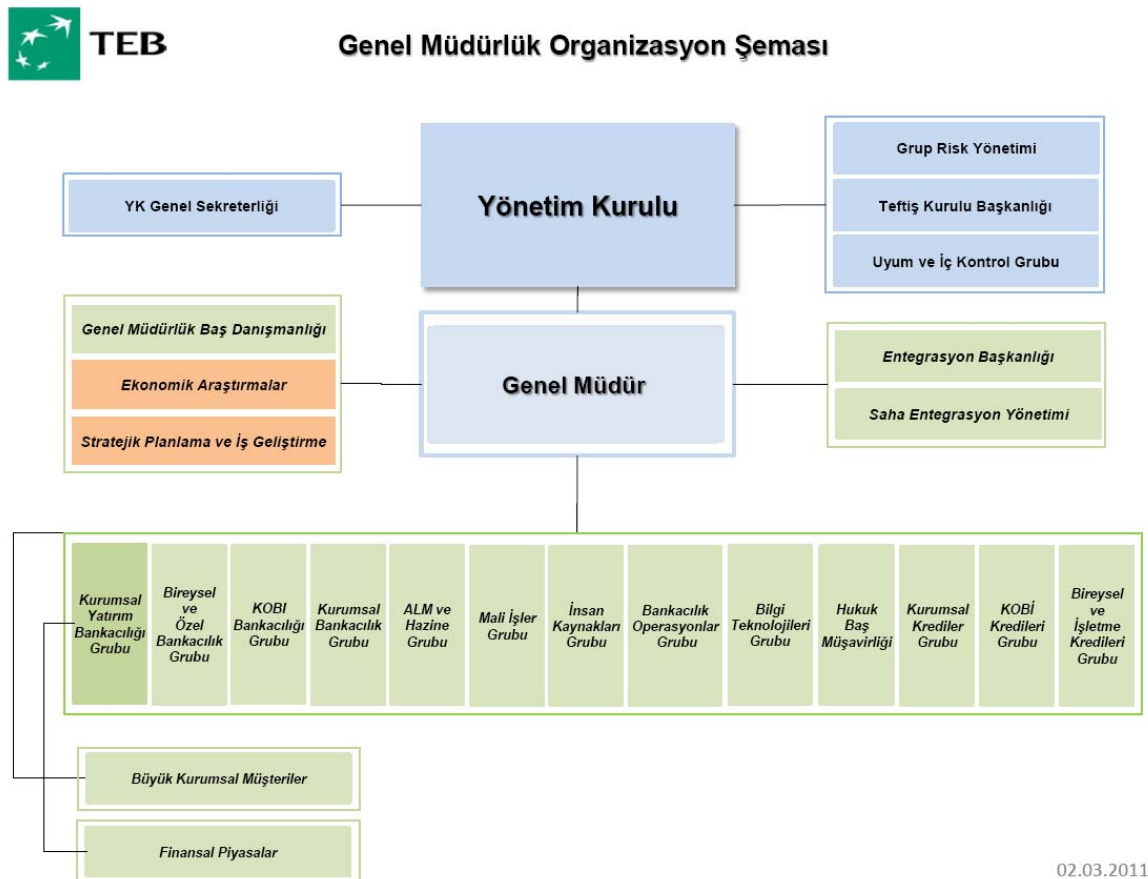 TEB
Genel Müdürlük Organizasyon Şeması
Grup Risk Yönetimi
YK Genel Sekreterliği
Yönetim Kurulu
Teftiş Kurulu Başkanlığı
Uyum ve İç Kontrol Grubu
Genel Müdürlük Baş Danışmanlığı
Ekonomik Araştırmalar
Stratejik Planlama ve İş Geliştirme
Genel Müdür
Entegrasyon Başkanlığı
Saha Entegrasyon Yönetimi
Kurumsal
Yatırım
Bankacılığı
Grubu
Bireysel
ve
Özel
Bankacılık
Grubu
KOBI
Bankacılığı
Grubu
Kurumsal
Bankacılık
Grubu
ALM ve
Hazine
Grubu
Mali İşler
Grubu
İnsan
Kaynakları
Grubu
Bankacılık
Operasyonlar
Grubu
Bilgi
Teknolojileri
Grubu
Hukuk
Baş
Müşavirliği
Kurumsal
Krediler
Grubu
KOBİ
Kredileri
Grubu
Bireysel
ve
İşletme
Kredileri
Grubu
Büyük Kurumsal Müşteriler
Finansal Piyasalar
02.03.2011